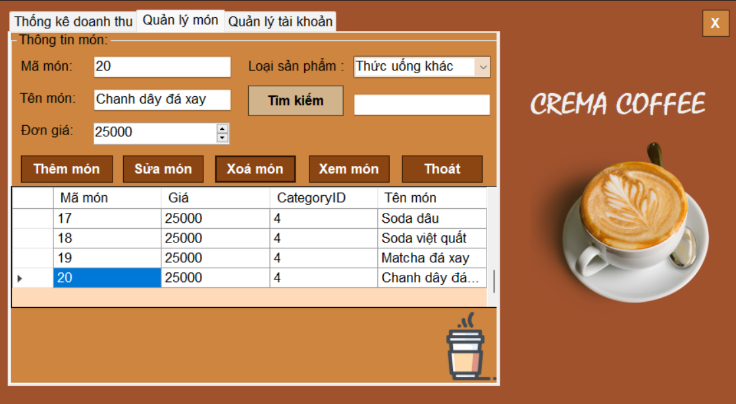 Thống kê doanh thu Quản lý món Quản lý tài khoản
X
Thông tin món:
Mã món: 20 Loại sản phẩm : Thức uống khác
Tên món: Chanh dây đá xay Tìm kiếm
Đơn giá: 25000
Thêm món Sửa món Xoá món Xem món Thoát
Mã món Giá CategoryID Tên món
17 25000 4 Soda dâu
18 25000 4 Soda việt quất
19 25000 4 Matcha đá xay
20 25000 4 Chanh dây đá...
CREMA COFFEE